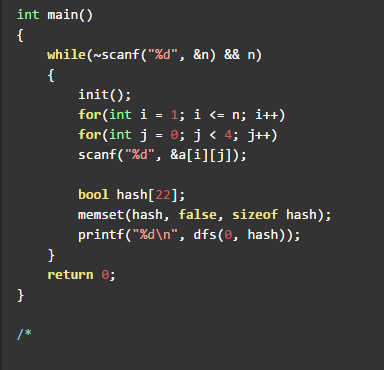 int main()
{
    while(~scanf("%d", &n) && n)
    {
        init();
        for(int i = 1; i <= n; i++)
        for(int j = 0; j < 4; j++)
        scanf("%d", &a[i][j]);

        bool hash[22];
        memset(hash, false, sizeof hash);
        printf("%d\n", dfs(0, hash));
    }
    return 0;
}

/*